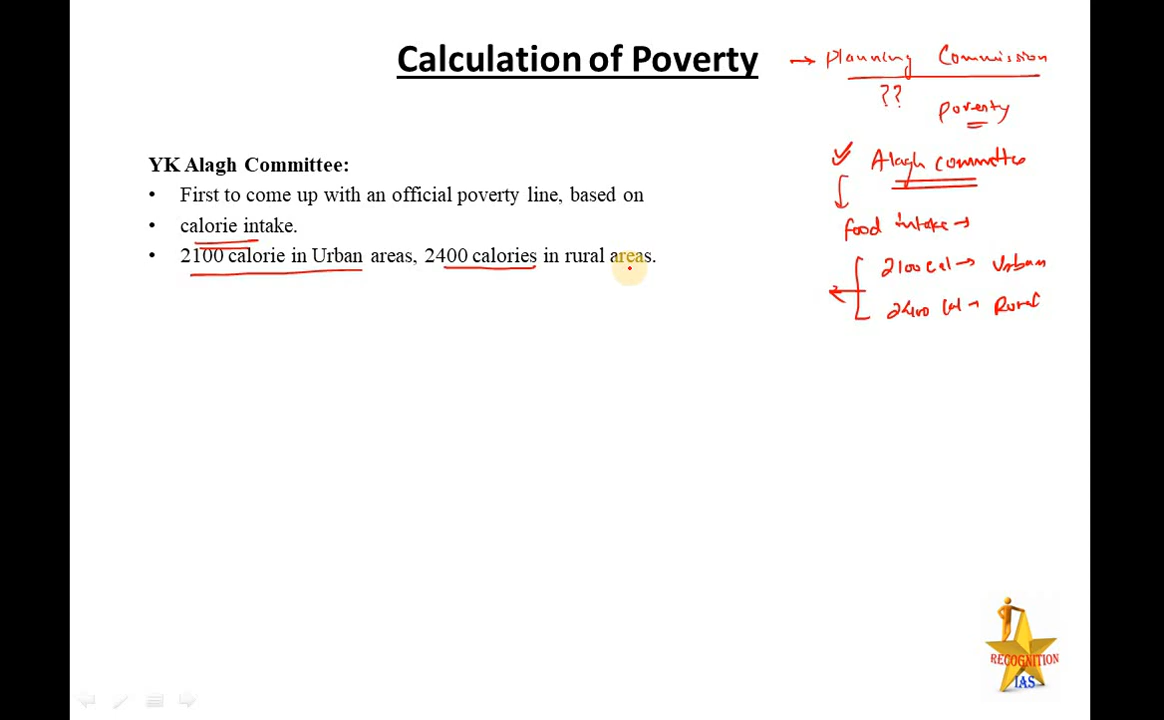 Calculation of Poverty
→ Planning Commission
??
Poverty
YK Alagh Committee:
✓ Alagh committee
• First to come up with an official poverty line, based on
• calorie intake.
food intake →
• 2100 calorie in Urban areas, 2400 calories in rural areas.
2100 cal → Urban
2400 cal → Rural
RECOGNITION
IAS